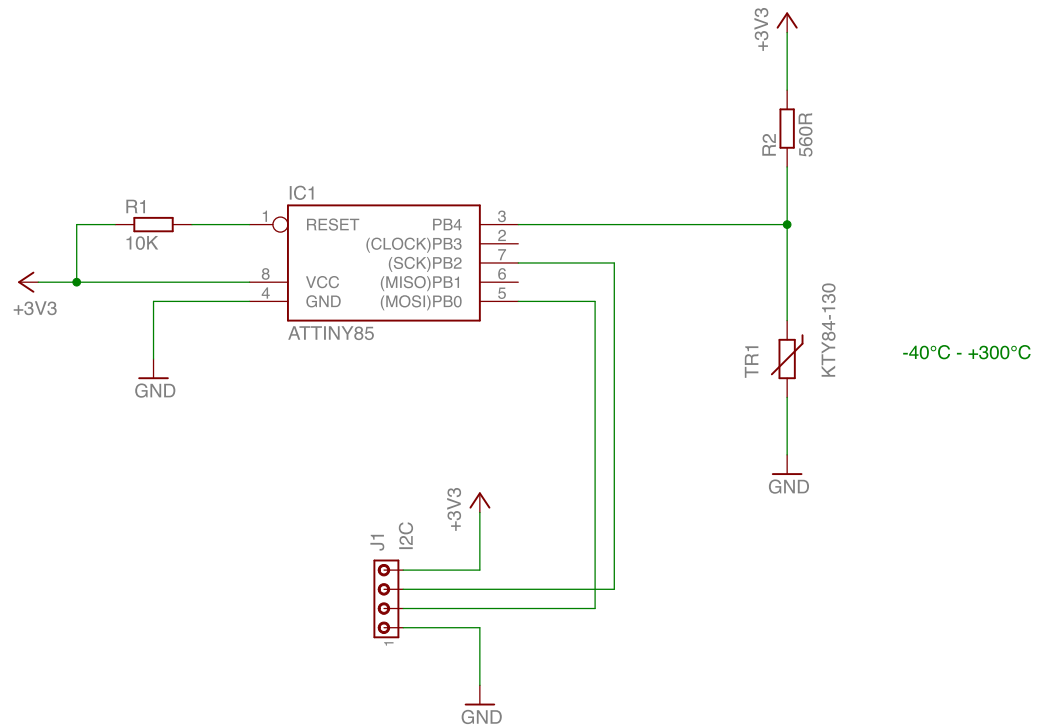 +3V3
R2
560R
IC1
R1
10K
1
RESET
PB4
3
(CLOCK)PB3
2
(SCK)PB2
7
8
VCC
(MISO)PB1
6
4
GND
(MOSI)PB0
5
+3V3
ATTINY85
GND
TR1
KTY84-130
-40°C - +300°C
GND
+3V3
J1
I2C
1
GND